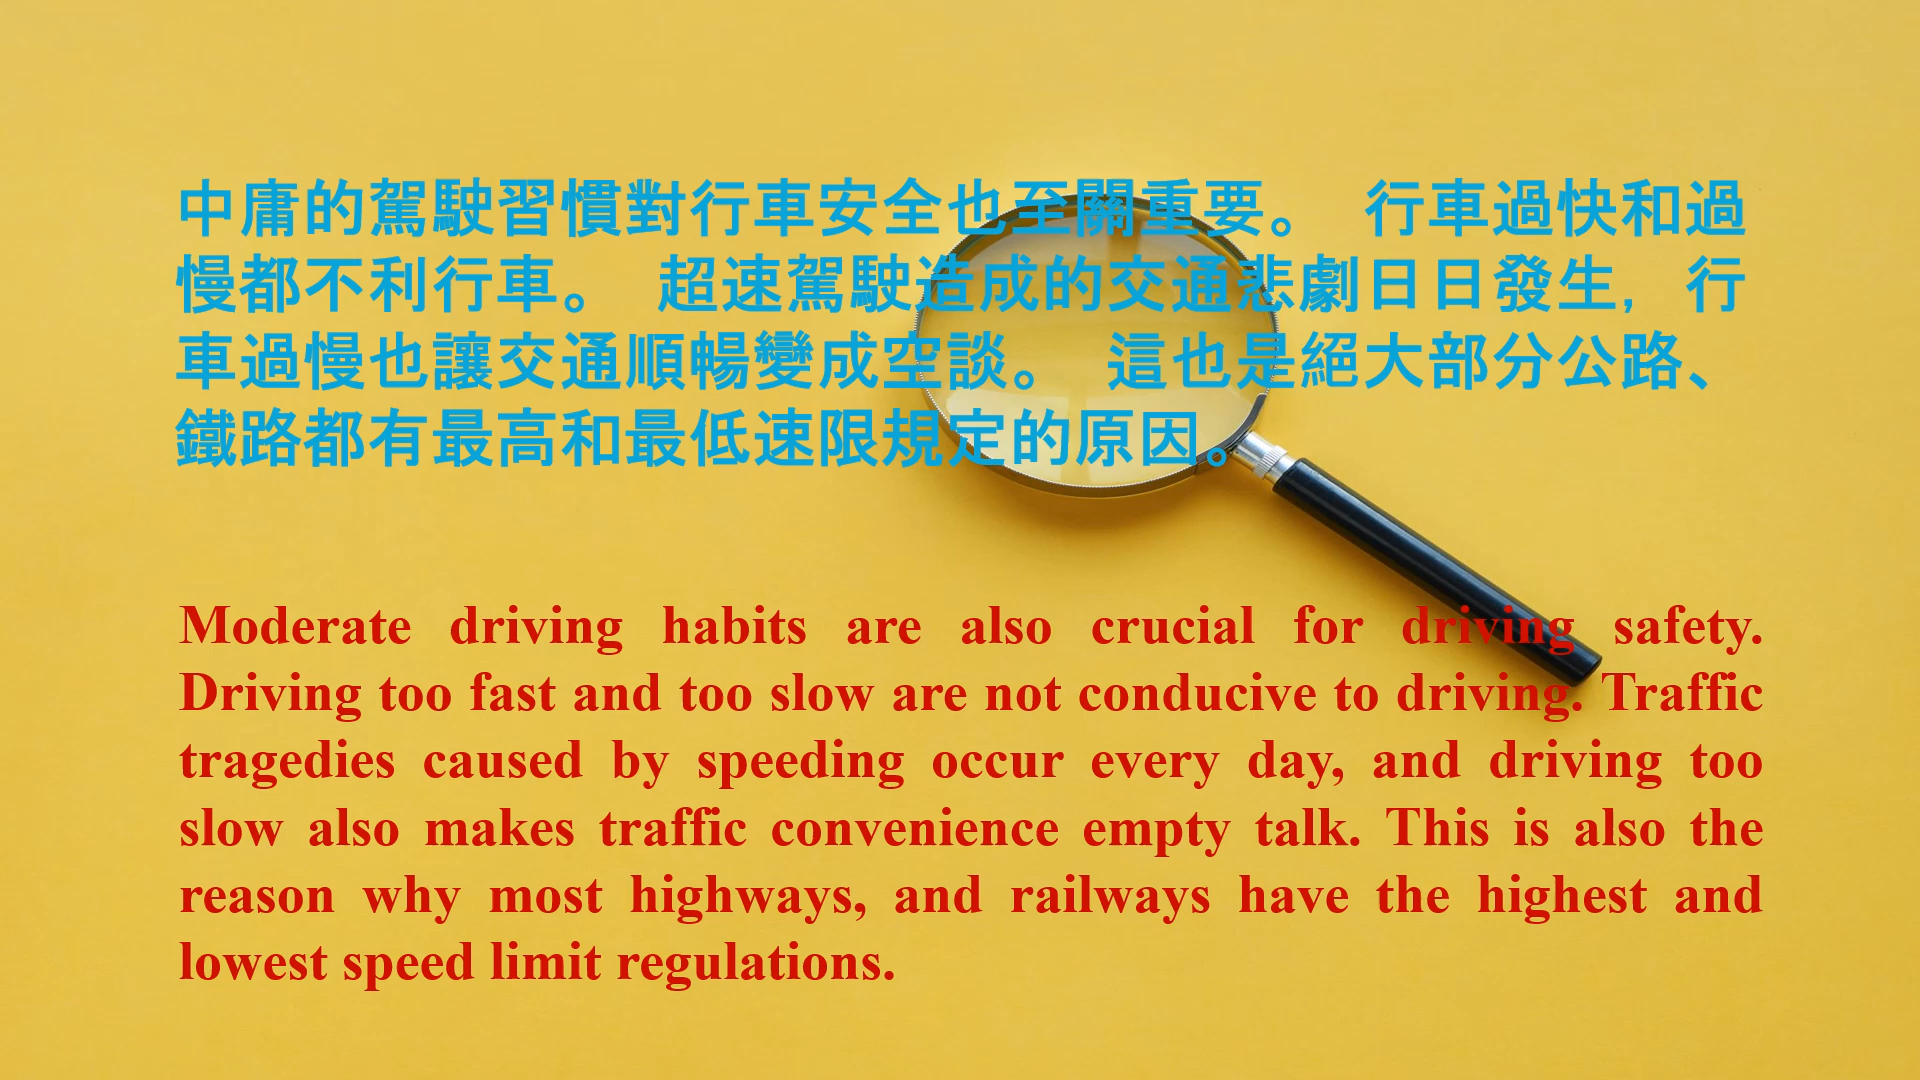 中庸的駕駛習慣對行車安全也至關重要。 行車過快和過
慢都不利行車。 超速駕駛造成的交通悲劇日日發生，行
車過慢也讓交通順暢變成空談。 這也是絕大部分公路、
鐵路都有最高和最低速限規定的原因。
Moderate driving habits are also crucial for driving safety.
Driving too fast and too slow are not conducive to driving. Traffic
tragedies caused by speeding occur every day, and driving too
slow also makes traffic convenience empty talk. This is also the
reason why most highways, and railways have the highest and
lowest speed limit regulations.